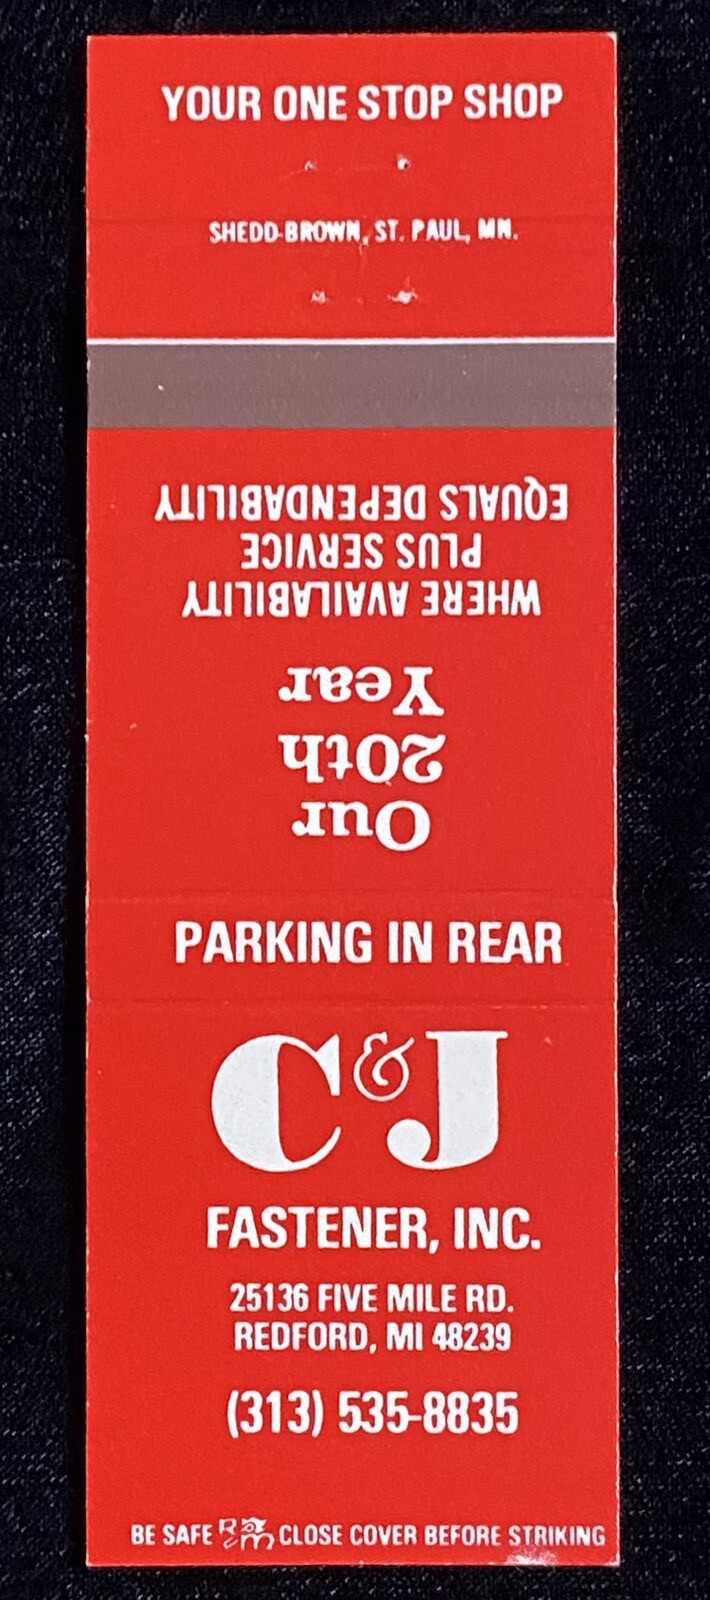 YOUR ONE STOP SHOP
SHEDD-BROWN, ST. PAUL, MN.
Our
20th
Year
WHERE AVAILABILITY
PLUS SERVICE
EQUALS DEPENDABILITY
PARKING IN REAR
C&J
FASTENER, INC.
25136 FIVE MILE RD.
REDFORD, MI 48239
(313) 535-8835
BE SAFE CLOSE COVER BEFORE STRIKING